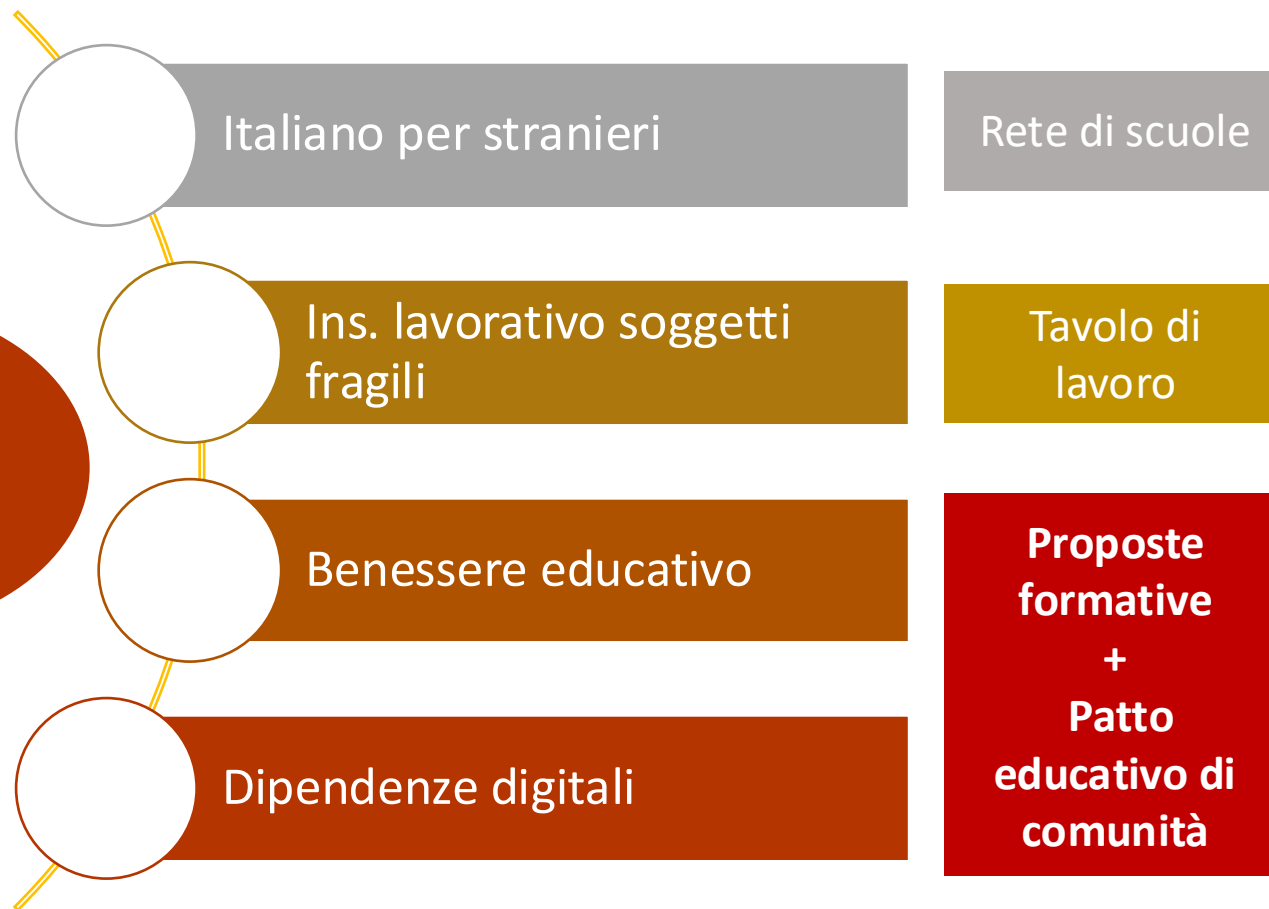 Italiano per stranieri
Rete di scuole
Ins. lavorativo soggetti
fragili
Tavolo di
lavoro
Benessere educativo
Dipendenze digitali
Proposte
formative
+
Patto
educativo di
comunità